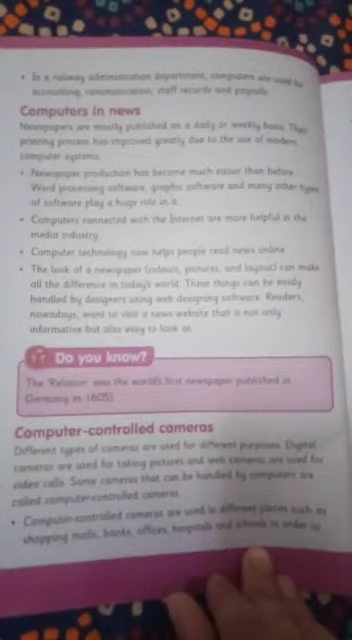 • In a railway administration department, computers are used for
accounting, communication, staff records and payrolls.
Computers in news
Newspapers are mostly published on a daily or weekly basis. Their
printing process has improved greatly due to the use of modern
computer systems.
• Newspaper production has become much easier than before.
Word processing software, graphic software and many other types
of software play a huge role in it.
• Computers connected with the Internet are more helpful in the
media industry.
• Computer technology now helps people read news online.
• The look of a newspaper (colours, pictures, and layout) can make
all the difference in today's world. These things can be easily
handled by designers using web designing software. Readers,
nowadays, want to visit a news website that is not only
informative but also easy to look at.
Do you know?
The 'Relation' was the world's first newspaper published in
Germany in 1605).
Computer-controlled cameras
Different types of cameras are used for different purposes. Digital
cameras are used for taking pictures and web cameras are used for
video calls. Some cameras that can be handled by computers are
called computer-controlled cameras.
• Computer-controlled cameras are used in different places such as
shopping malls, banks, offices, hospitals and schools in order to